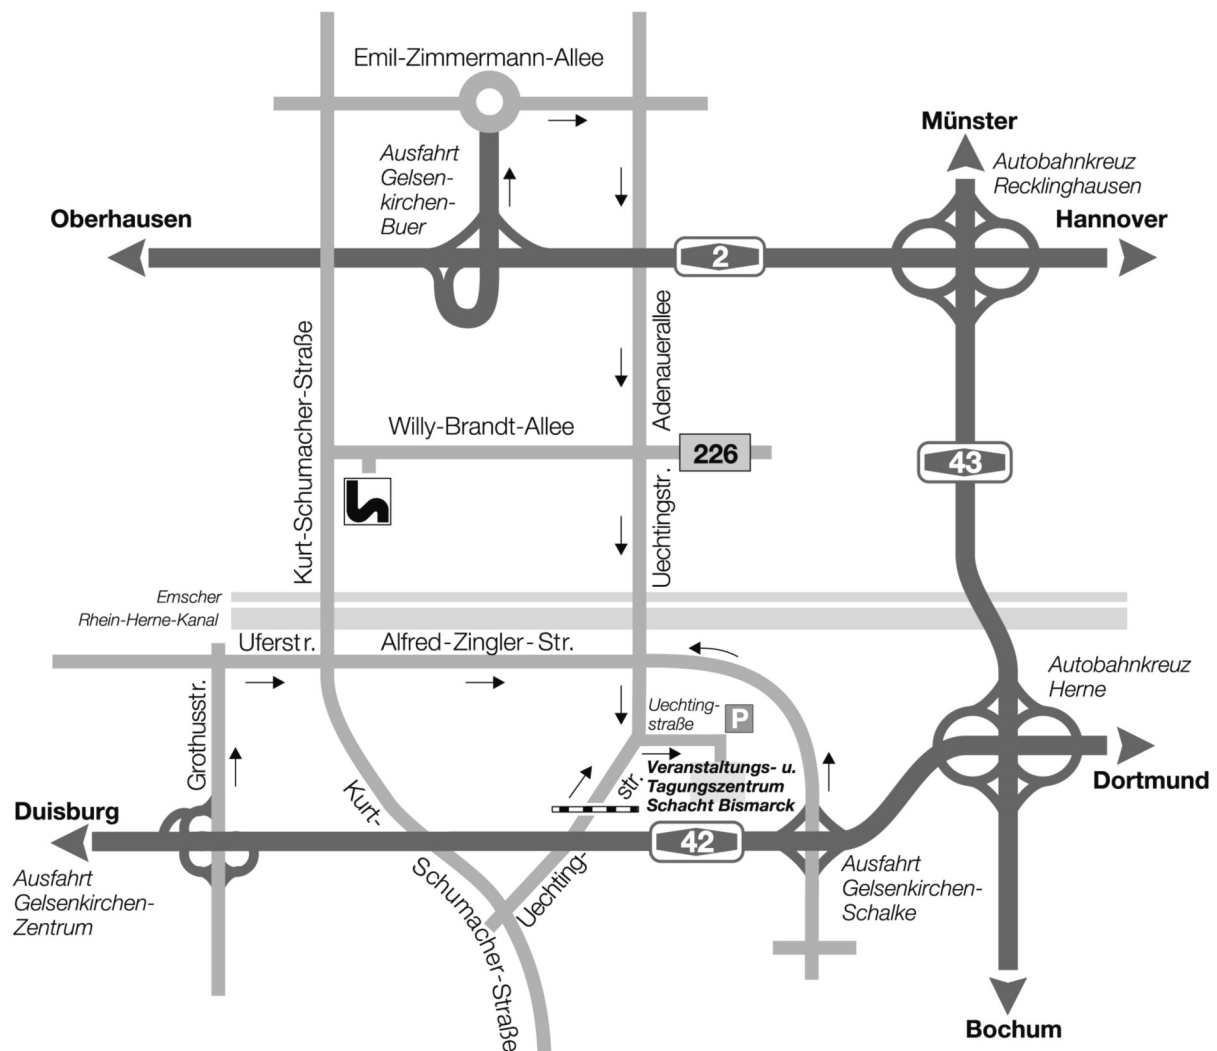 Emil-Zimmermann-Allee
Münster
Ausfahrt
Gelsen-
kirchen-
Buer
Autobahnkreuz
Recklinghausen
Oberhausen
Hannover
2
Adenauerallee
Kurt-Schumacher-Straße
Willy-Brandt-Allee
226
43
Uechtingstr.
Emscher
Rhein-Herne-Kanal
Uferstr.
Alfred-Zingler-Str.
Autobahnkreuz
Herne
Grothusstr.
Uechting-
straße
P
Veranstaltungs- u.
Tagungszentrum
Schacht Bismarck
Dortmund
Duisburg
Kurt-
Schumacher-Straße
Uechting-
str.
42
Ausfahrt
Gelsenkirchen-
Zentrum
Ausfahrt
Gelsenkirchen-
Schalke
Bochum